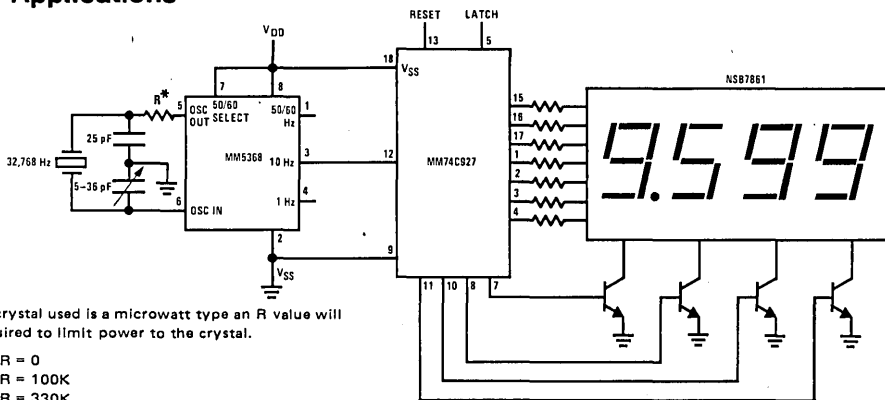 Applications
RESET
LATCH
VDD
13
5
18
VSS
NSB7861
7
8
R*
5
OSC OUT
50/60 SELECT
50/60 Hz
1
15
16
17
1
2
3
4
9.599
25 pF
32,768 Hz
MM5368
10 Hz
3
12
MM74C927
5-36 pF
4
1 Hz
6
OSC IN
2
9
VSS
11
10
8
7
crystal used is a microwatt type an R value will
uired to limit power to the crystal.
R = 0
R = 100K
R = 330K